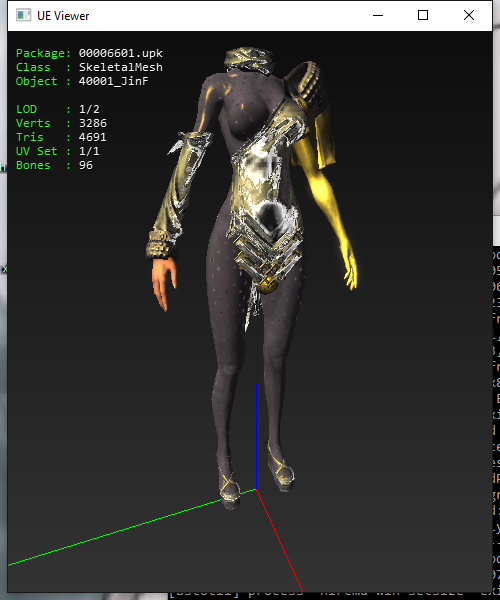 UE Viewer
Package: 00006601.upk
Class : SkeletalMesh
Object : 40001_JinF
LOD : 1/2
Verts : 3286
Tris : 4691
UV Set : 1/1
Bones : 96